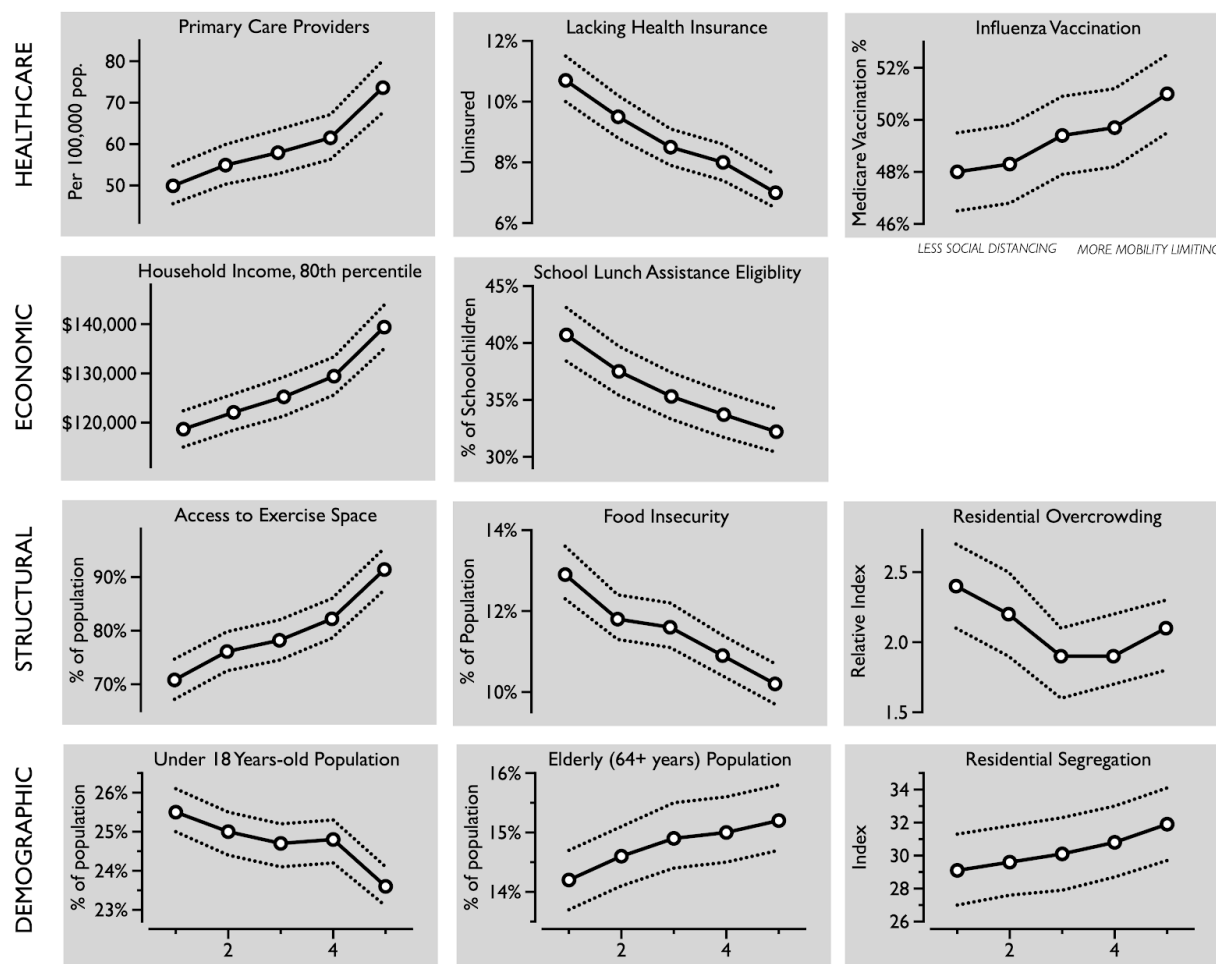 HEALTHCARE
Primary Care Providers
Per 100,000 pop.
80
70
60
50
Lacking Health Insurance
Uninsured
12%
10%
8%
6%
Influenza Vaccination
Medicare Vaccination %
52%
50%
48%
46%
LESS SOCIAL DISTANCING
MORE MOBILITY LIMITING
ECONOMIC
Household Income, 80th percentile
$140,000
$130,000
$120,000
School Lunch Assistance Eligiblity
% of Schoolchildren
45%
40%
35%
30%
STRUCTURAL
Access to Exercise Space
% of population
90%
80%
70%
Food Insecurity
% of Population
14%
12%
10%
Residential Overcrowding
Relative Index
2.5
2.0
1.5
DEMOGRAPHIC
Under 18 Years-old Population
% of population
26%
25%
24%
23%
2
4
Elderly (64+ years) Population
% of population
16%
15%
14%
2
4
Residential Segregation
Index
34
32
30
28
26
2
4